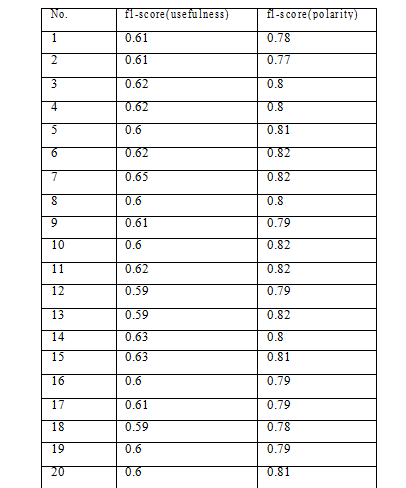 No. f1-score(usefulness) f1-score(polarity)
1 0.61 0.78
2 0.61 0.77
3 0.62 0.8
4 0.62 0.8
5 0.6 0.81
6 0.62 0.82
7 0.65 0.82
8 0.6 0.8
9 0.61 0.79
10 0.6 0.82
11 0.62 0.82
12 0.59 0.79
13 0.59 0.82
14 0.63 0.8
15 0.63 0.81
16 0.6 0.79
17 0.61 0.79
18 0.59 0.78
19 0.6 0.79
20 0.6 0.81